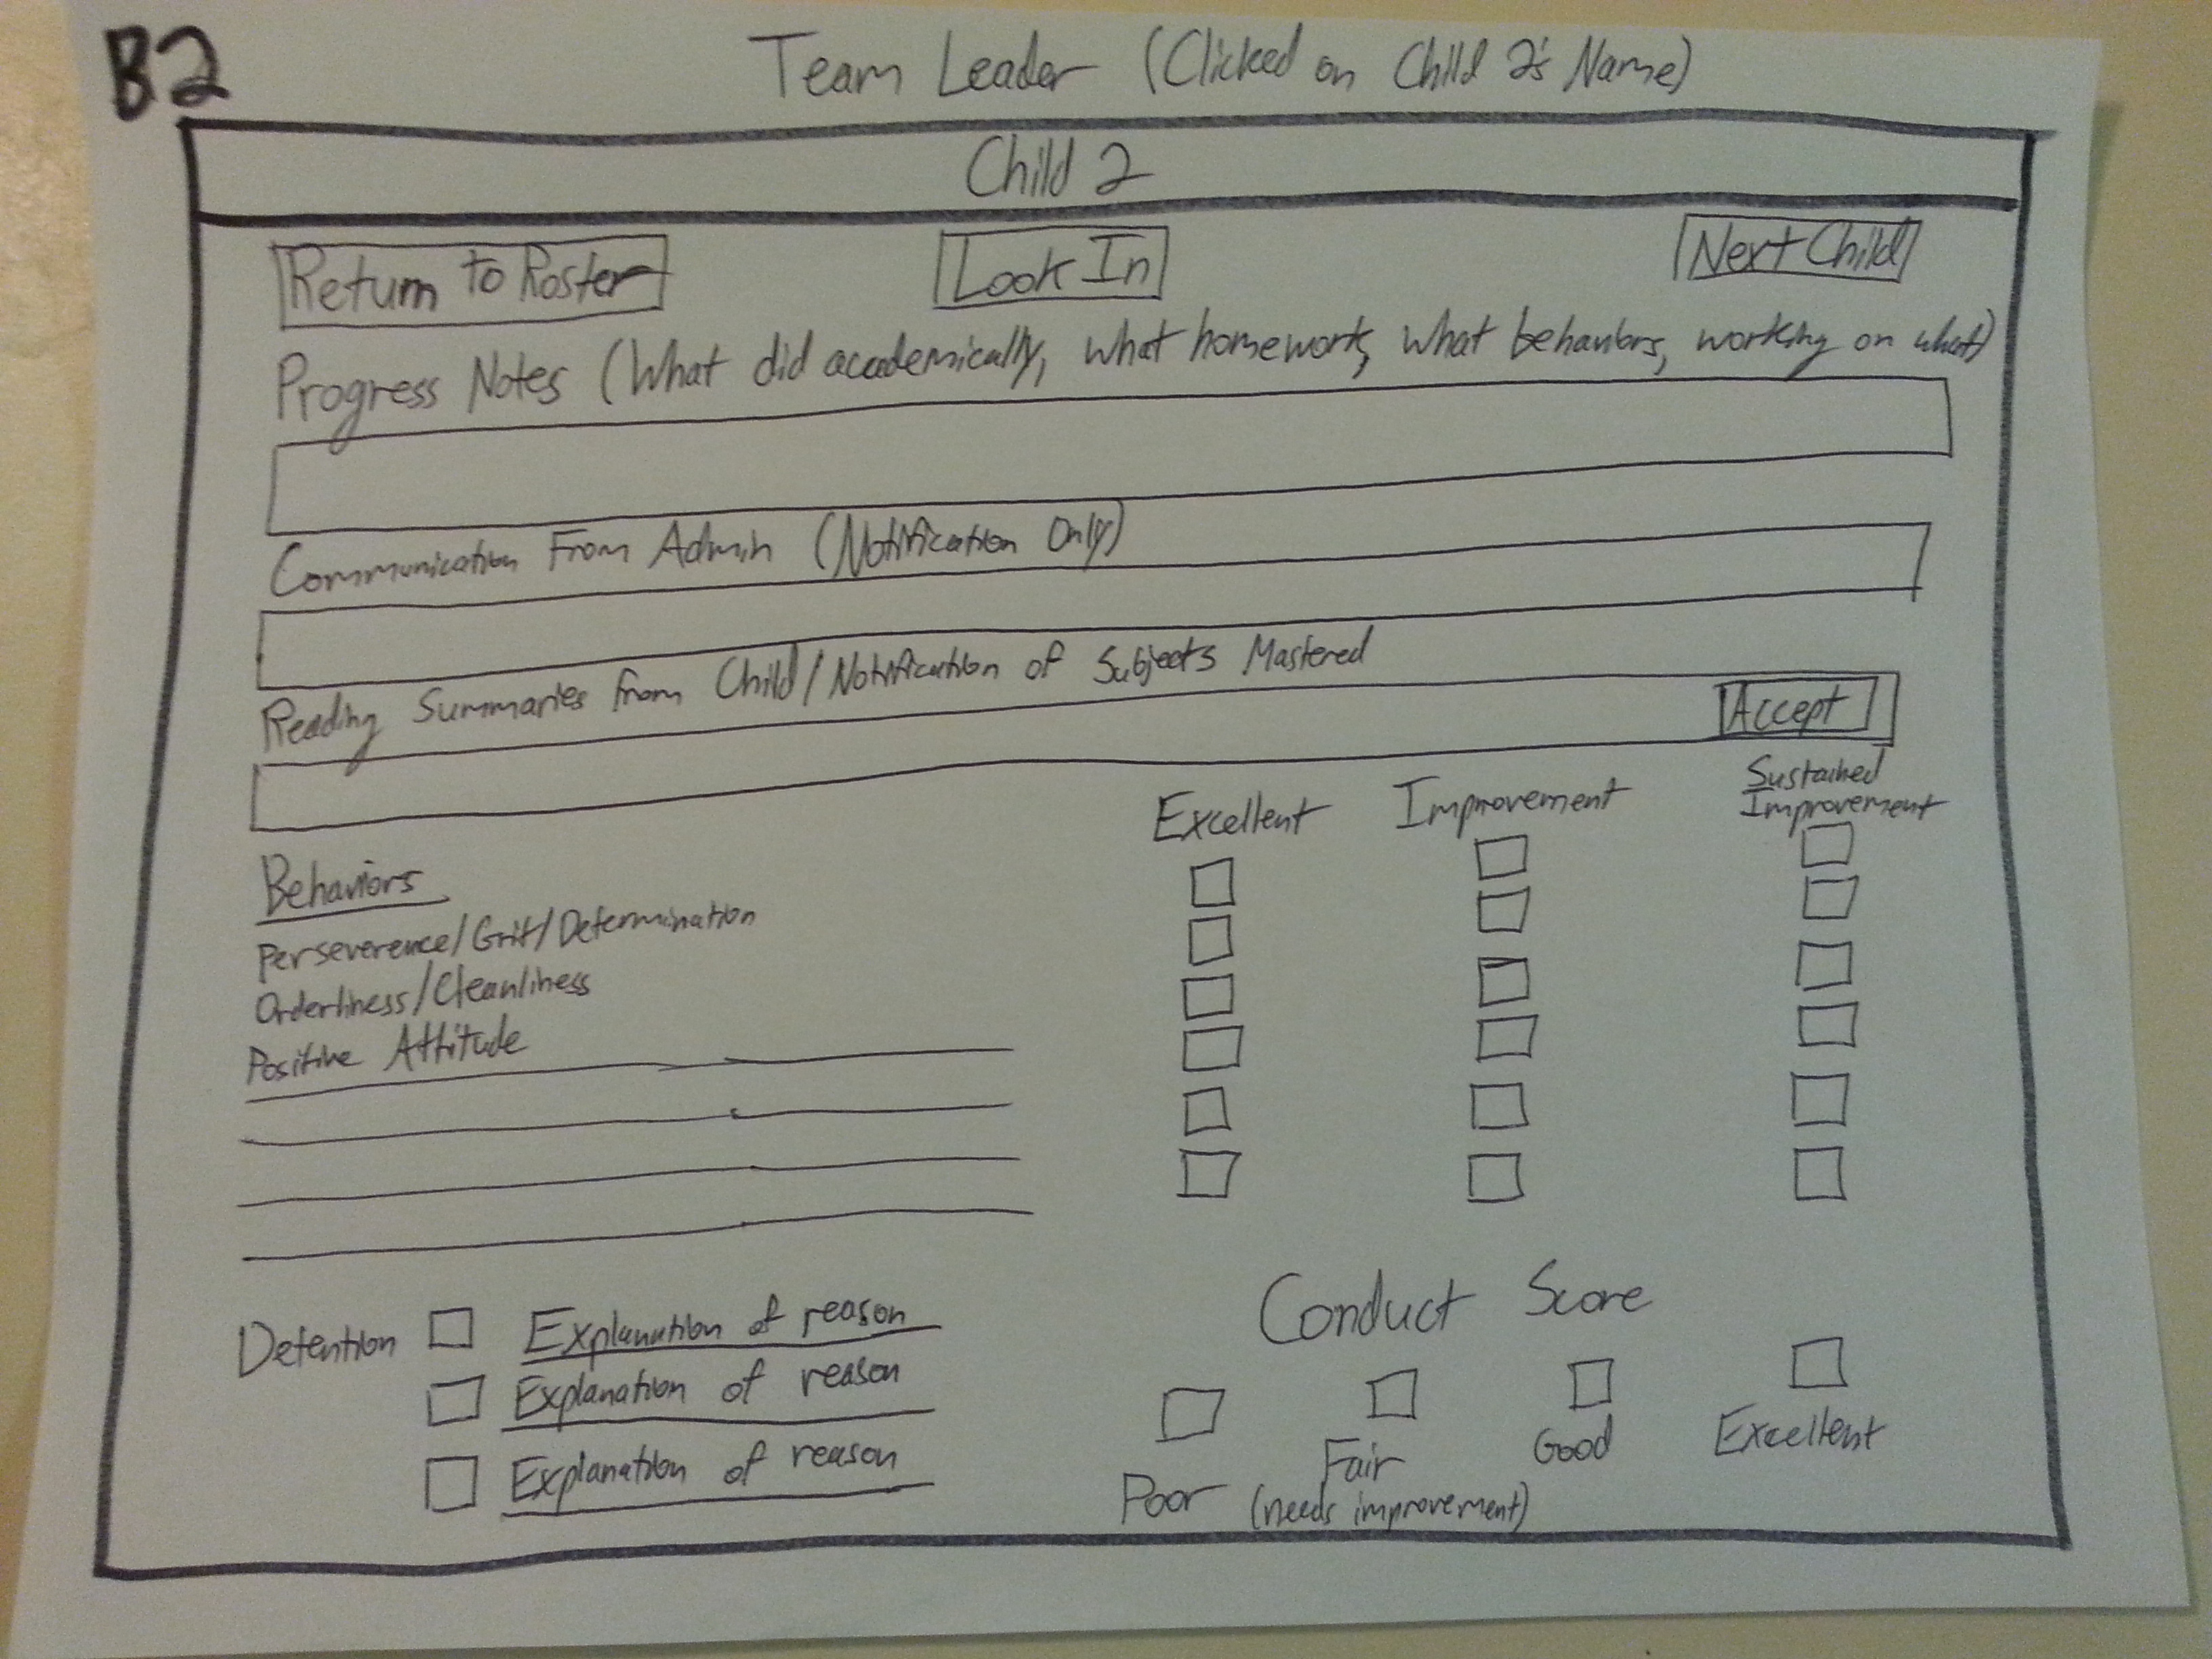 B2
Team Leader (Clicked on Child 2's Name)
Child 2
Return to Roster
Look In
Next Child
Progress Notes (What did academically, what homework, what behaviors, working on what)
Communication From Admin (Notification Only)
Reading Summaries from Child/Notification of Subjects Mastered
Accept
Excellent
Improvement
Sustained
Improvement
Behaviors
Perseverence/Grit/Determination
Orderliness/Cleanliness
Positive Attitude
Detention
Explanation of reason
Explanation of reason
Explanation of reason
Conduct Score
Poor
Fair
(needs improvement)
Good
Excellent